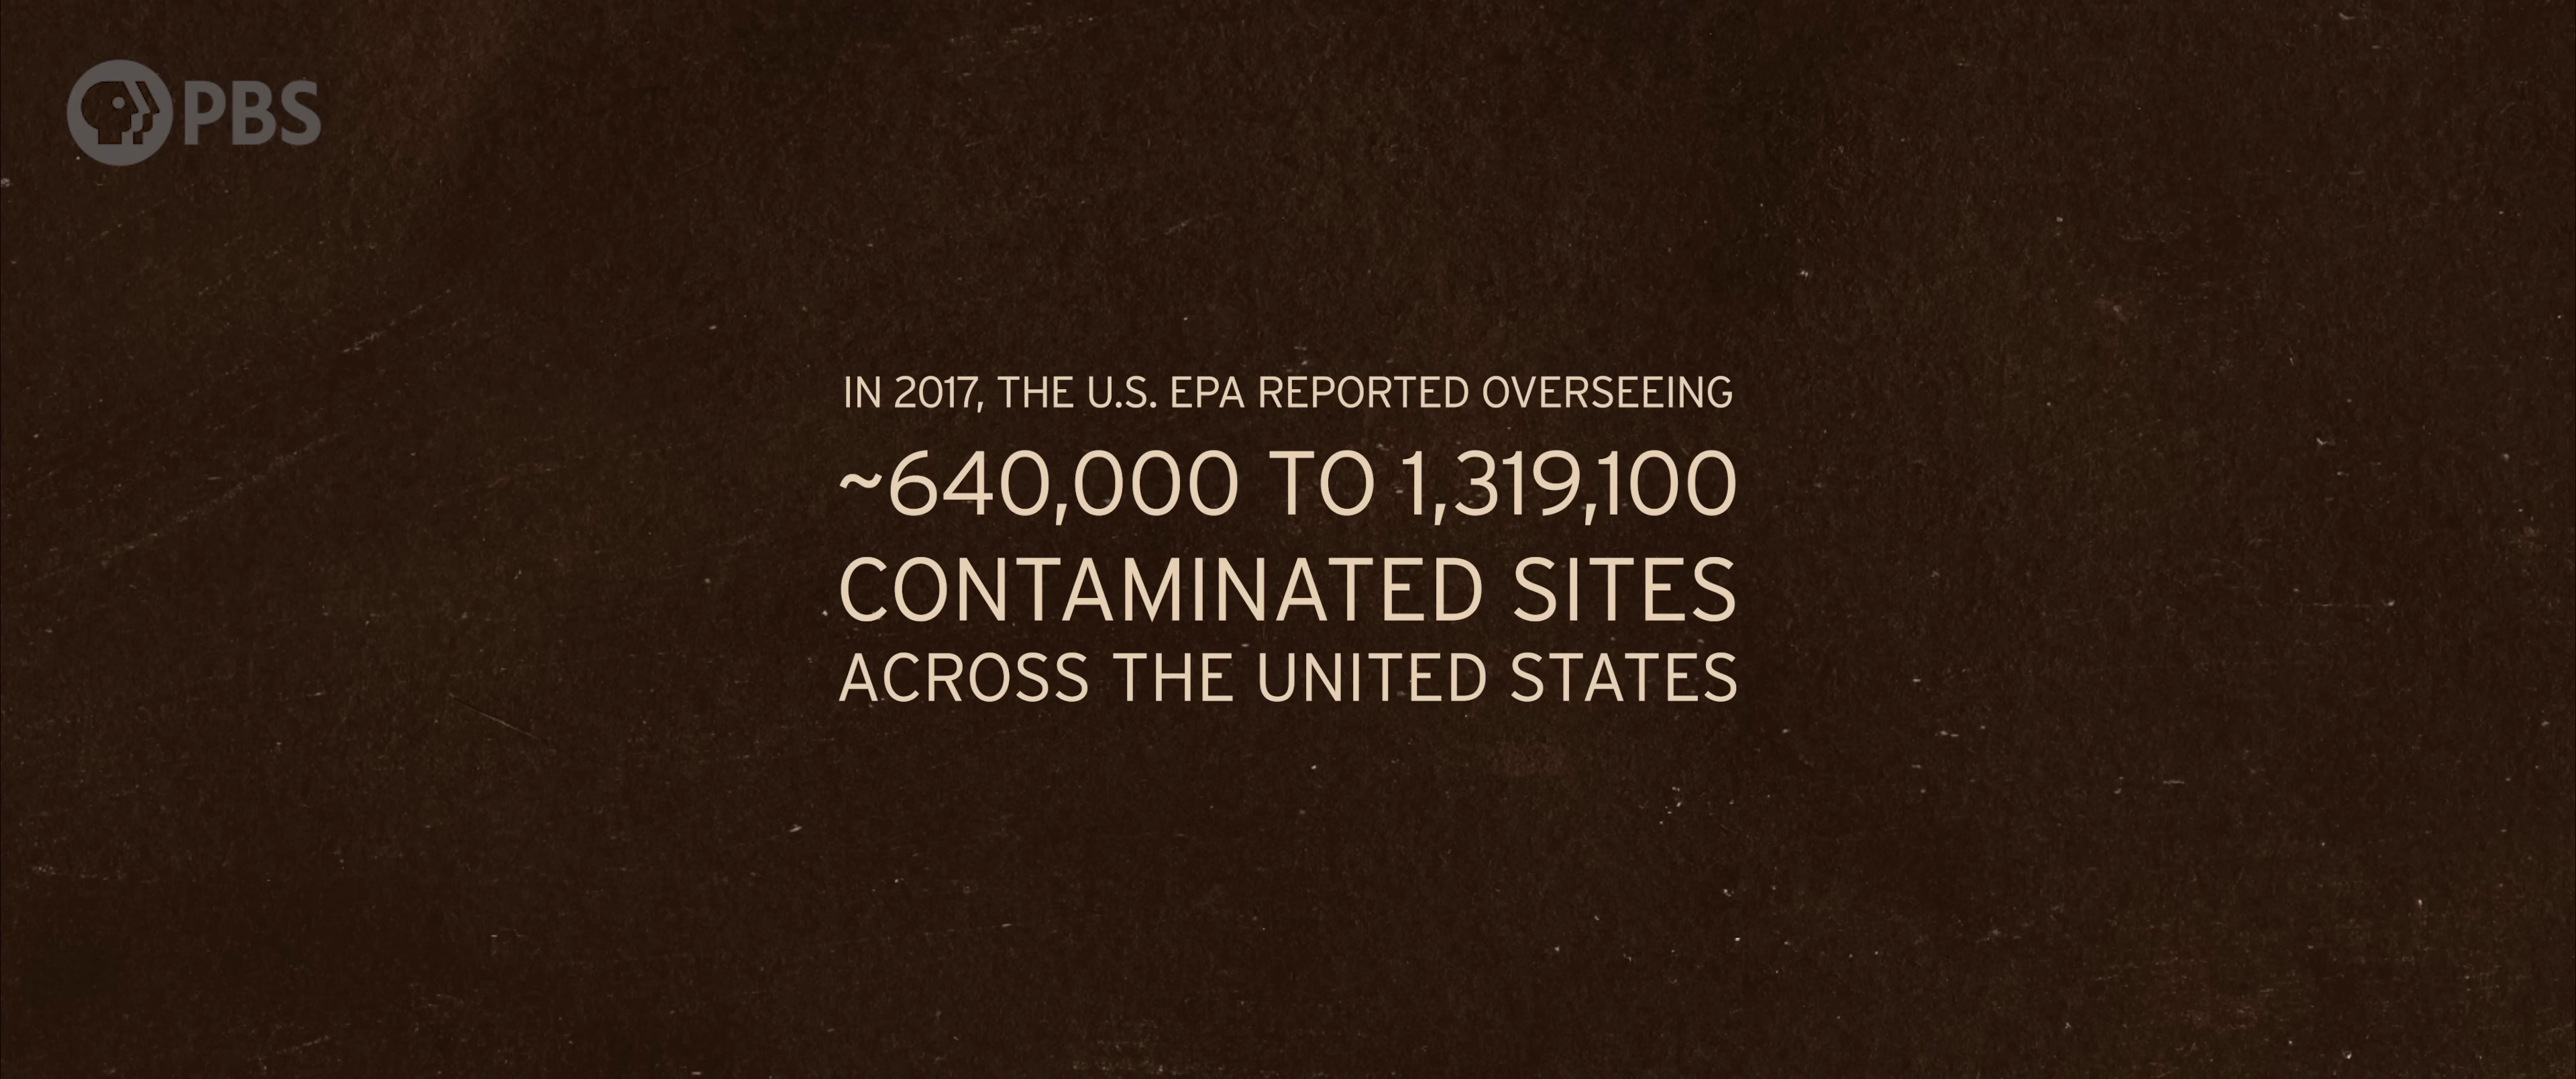 PBS
IN 2017, THE U.S. EPA REPORTED OVERSEEING
~640,000 TO 1,319,100
CONTAMINATED SITES
ACROSS THE UNITED STATES